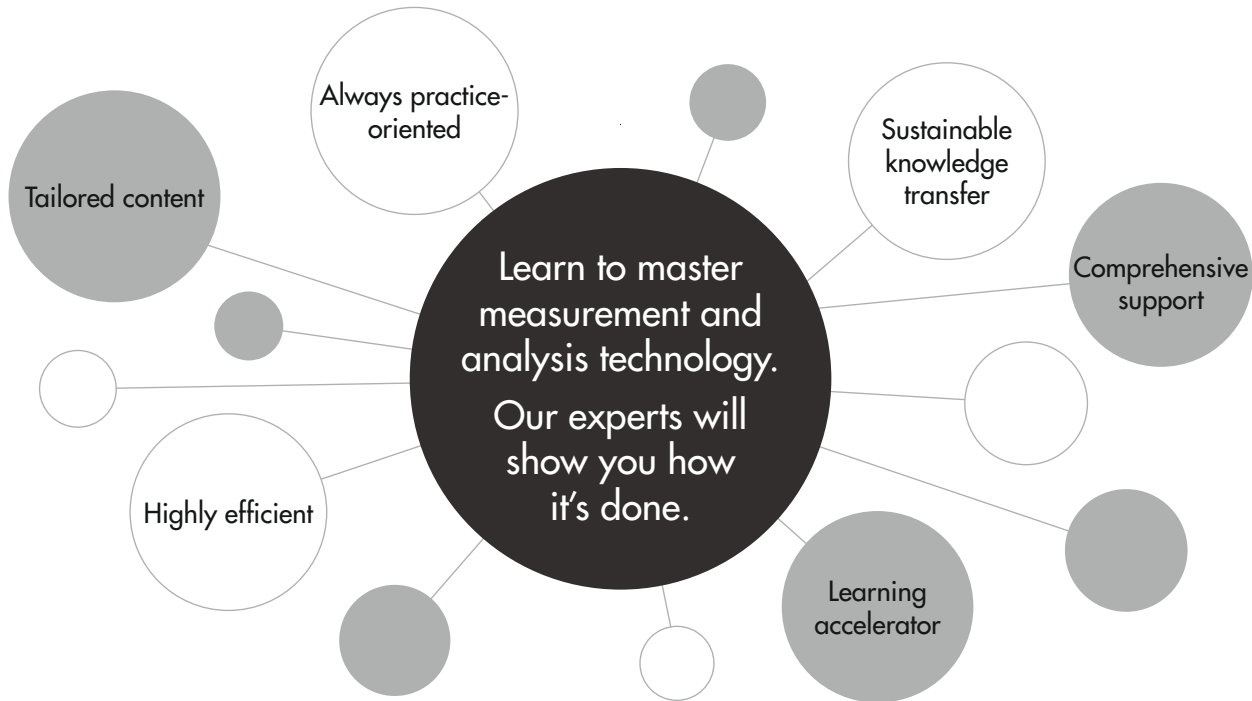 Always practice-
oriented
Tailored content
Sustainable
knowledge
transfer
Comprehensive
support
Learn to master
measurement and
analysis technology.
Our experts will
show you how
it's done.
Highly efficient
Learning
accelerator